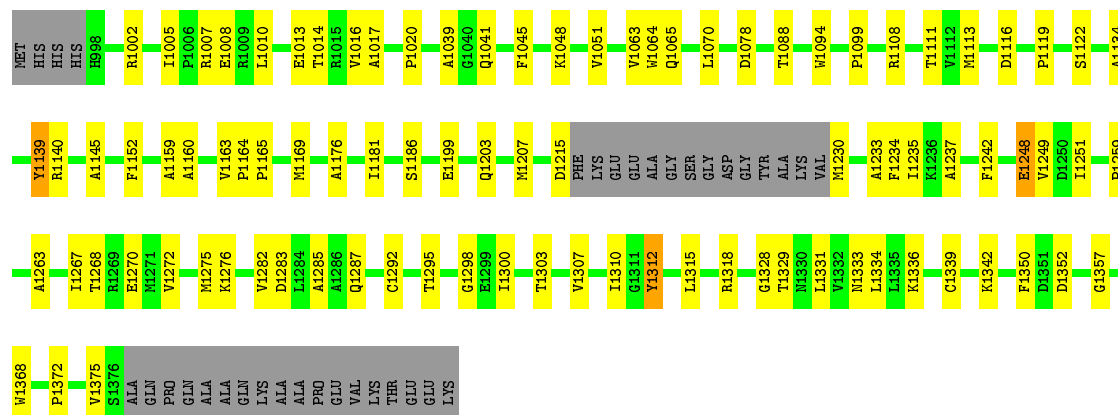 MET HIS HIS HIS H998 R1002 I1005 P1006 R1007 E1008 R1009 L1010 E1013 T1014 R1015 V1016 A1017 P1020 A1039 G1040 Q1041 F1045 K1048 V1051 V1063 W1064 Q1065 L1070 D1078 T1088 W1094 P1099 R1108 T1111 V1112 M1113 D1116 P1119 S1122 A1134
Y1139 R1140 A1145 F1152 A1159 A1160 V1163 P1164 P1165 M1169 A1176 I1181 S1186 E1199 Q1203 M1207 D1215 PHE LYS GLU GLU ALA GLY SER GLY ASP GLY TYR ALA LYS VAL M1230 A1233 F1234 I1235 K1236 A1237 F1242 E1248 V1249 D1250 I1251 P1259
A1263 I1267 T1268 R1269 E1270 M1271 V1272 M1275 K1276 V1282 D1283 L1284 A1285 A1286 Q1287 C1292 T1295 G1298 E1299 I1300 T1303 V1307 I1310 G1311 Y1312 L1315 R1318 G1328 T1329 N1330 L1331 V1332 N1333 L1334 L1335 K1336 C1339 K1342 F1350 D1351 D1352 G1357
W1368 P1372 V1375 S1376 ALA GLN PRO GLN ALA ALA GLN LYS ALA ALA PRO GLU VAL LYS THR GLU GLU LYS